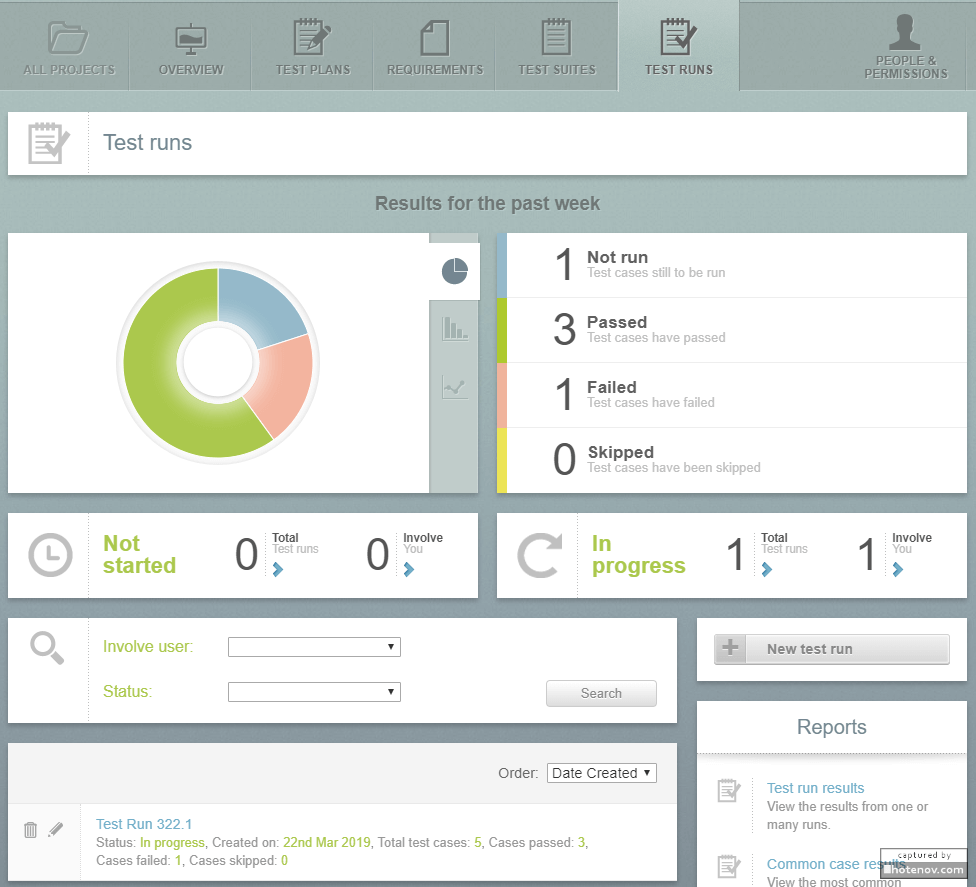 ALL PROJECTS
OVERVIEW
TEST PLANS
REQUIREMENTS
TEST SUITES
TEST RUNS
PEOPLE &
PERMISSIONS
Test runs
Results for the past week
1 Not run
Test cases still to be run
3 Passed
Test cases have passed
1 Failed
Test cases have failed
0 Skipped
Test cases have been skipped
Not
started
0 Total
Test runs
0 Involve
You
In
progress
1 Total
Test runs
1 Involve
You
Involve user:
Status:
Search
New test run
Order: Date Created
Test Run 322.1
Status: In progress, Created on: 22nd Mar 2019, Total test cases: 5, Cases passed: 3,
Cases failed: 1, Cases skipped: 0
Reports
Test run results
View the results from one or
many runs.
Common case results
View the most common
captured by
hotenov.com